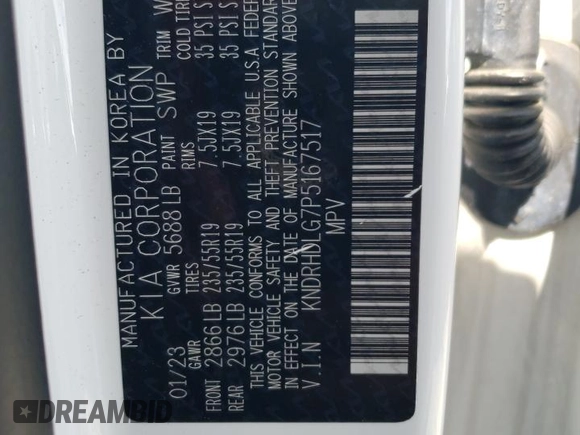 MANUFACTURED IN KOREA BY
KIA CORPORATION
01/23 GVWR 5688 LB PAINT SWP TRIM
GAWR TIRES RIMS COLD TIRE
FRONT 2866 LB 235/55R19 7.5JX19 35 PSI
REAR 2976 LB 235/55R19 7.5JX19 35 PSI
THIS VEHICLE CONFORMS TO ALL APPLICABLE U.S.A FEDER
MOTOR VEHICLE SAFETY AND THEFT PREVENTION STANDAR
IN EFFECT ON THE DATE OF MANUFACTURE SHOWN ABOVE
V.I.N KNDRHDLG7P5167517
MPV
DREAMBID